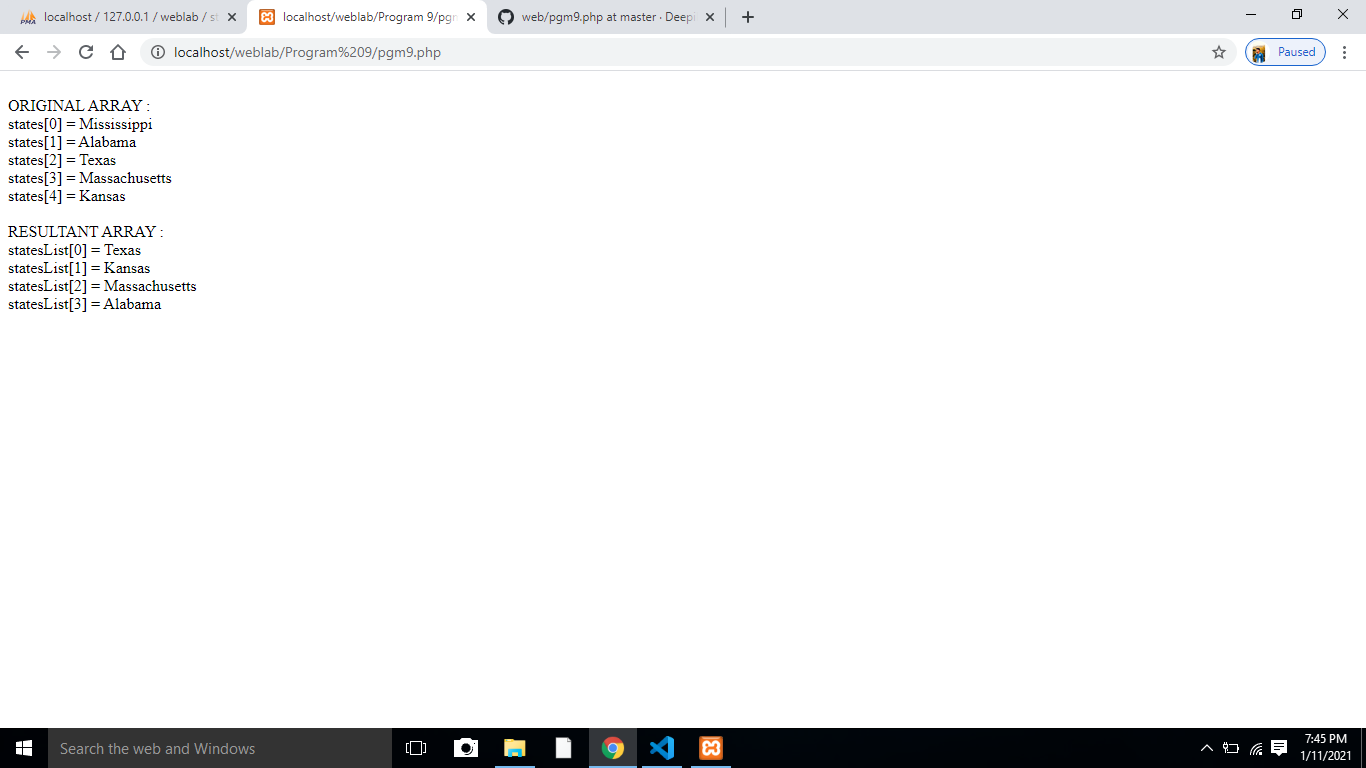 localhost / 127.0.0.1 / weblab / st
localhost/weblab/Program 9/pgm
web/pgm9.php at master · Deepi
localhost/weblab/Program%209/pgm9.php
Paused
ORIGINAL ARRAY :
states[0] = Mississippi
states[1] = Alabama
states[2] = Texas
states[3] = Massachusetts
states[4] = Kansas
RESULTANT ARRAY :
statesList[0] = Texas
statesList[1] = Kansas
statesList[2] = Massachusetts
statesList[3] = Alabama
Search the web and Windows
7:45 PM
1/11/2021